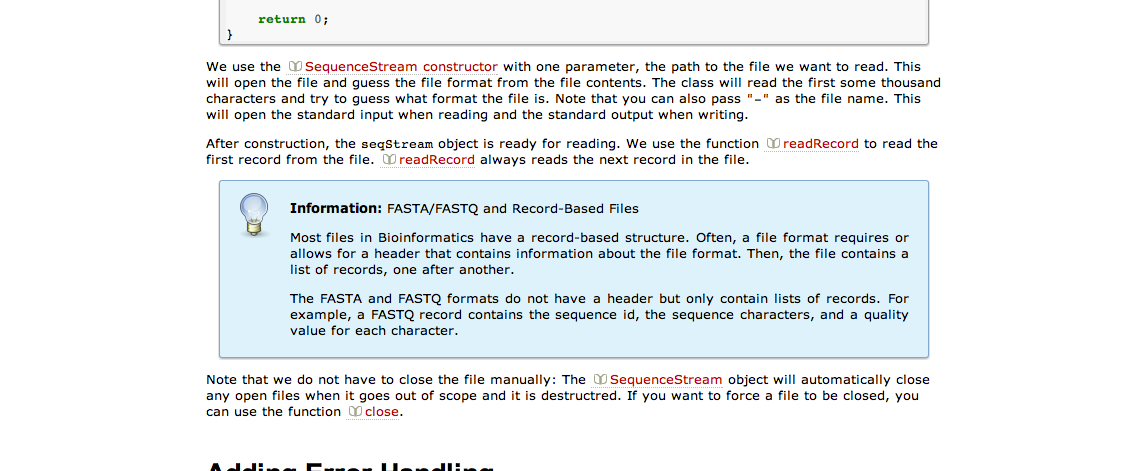 return 0;
}
We use the SequenceStream constructor with one parameter, the path to the file we want to read. This
will open the file and guess the file format from the file contents. The class will read the first some thousand
characters and try to guess what format the file is. Note that you can also pass "-" as the file name. This
will open the standard input when reading and the standard output when writing.
After construction, the seqStream object is ready for reading. We use the function readRecord to read the
first record from the file. readRecord always reads the next record in the file.
Information: FASTA/FASTQ and Record-Based Files
Most files in Bioinformatics have a record-based structure. Often, a file format requires or
allows for a header that contains information about the file format. Then, the file contains a
list of records, one after another.
The FASTA and FASTQ formats do not have a header but only contain lists of records. For
example, a FASTQ record contains the sequence id, the sequence characters, and a quality
value for each character.
Note that we do not have to close the file manually: The SequenceStream object will automatically close
any open files when it goes out of scope and it is destructred. If you want to force a file to be closed, you
can use the function close.
Adding Error Handling